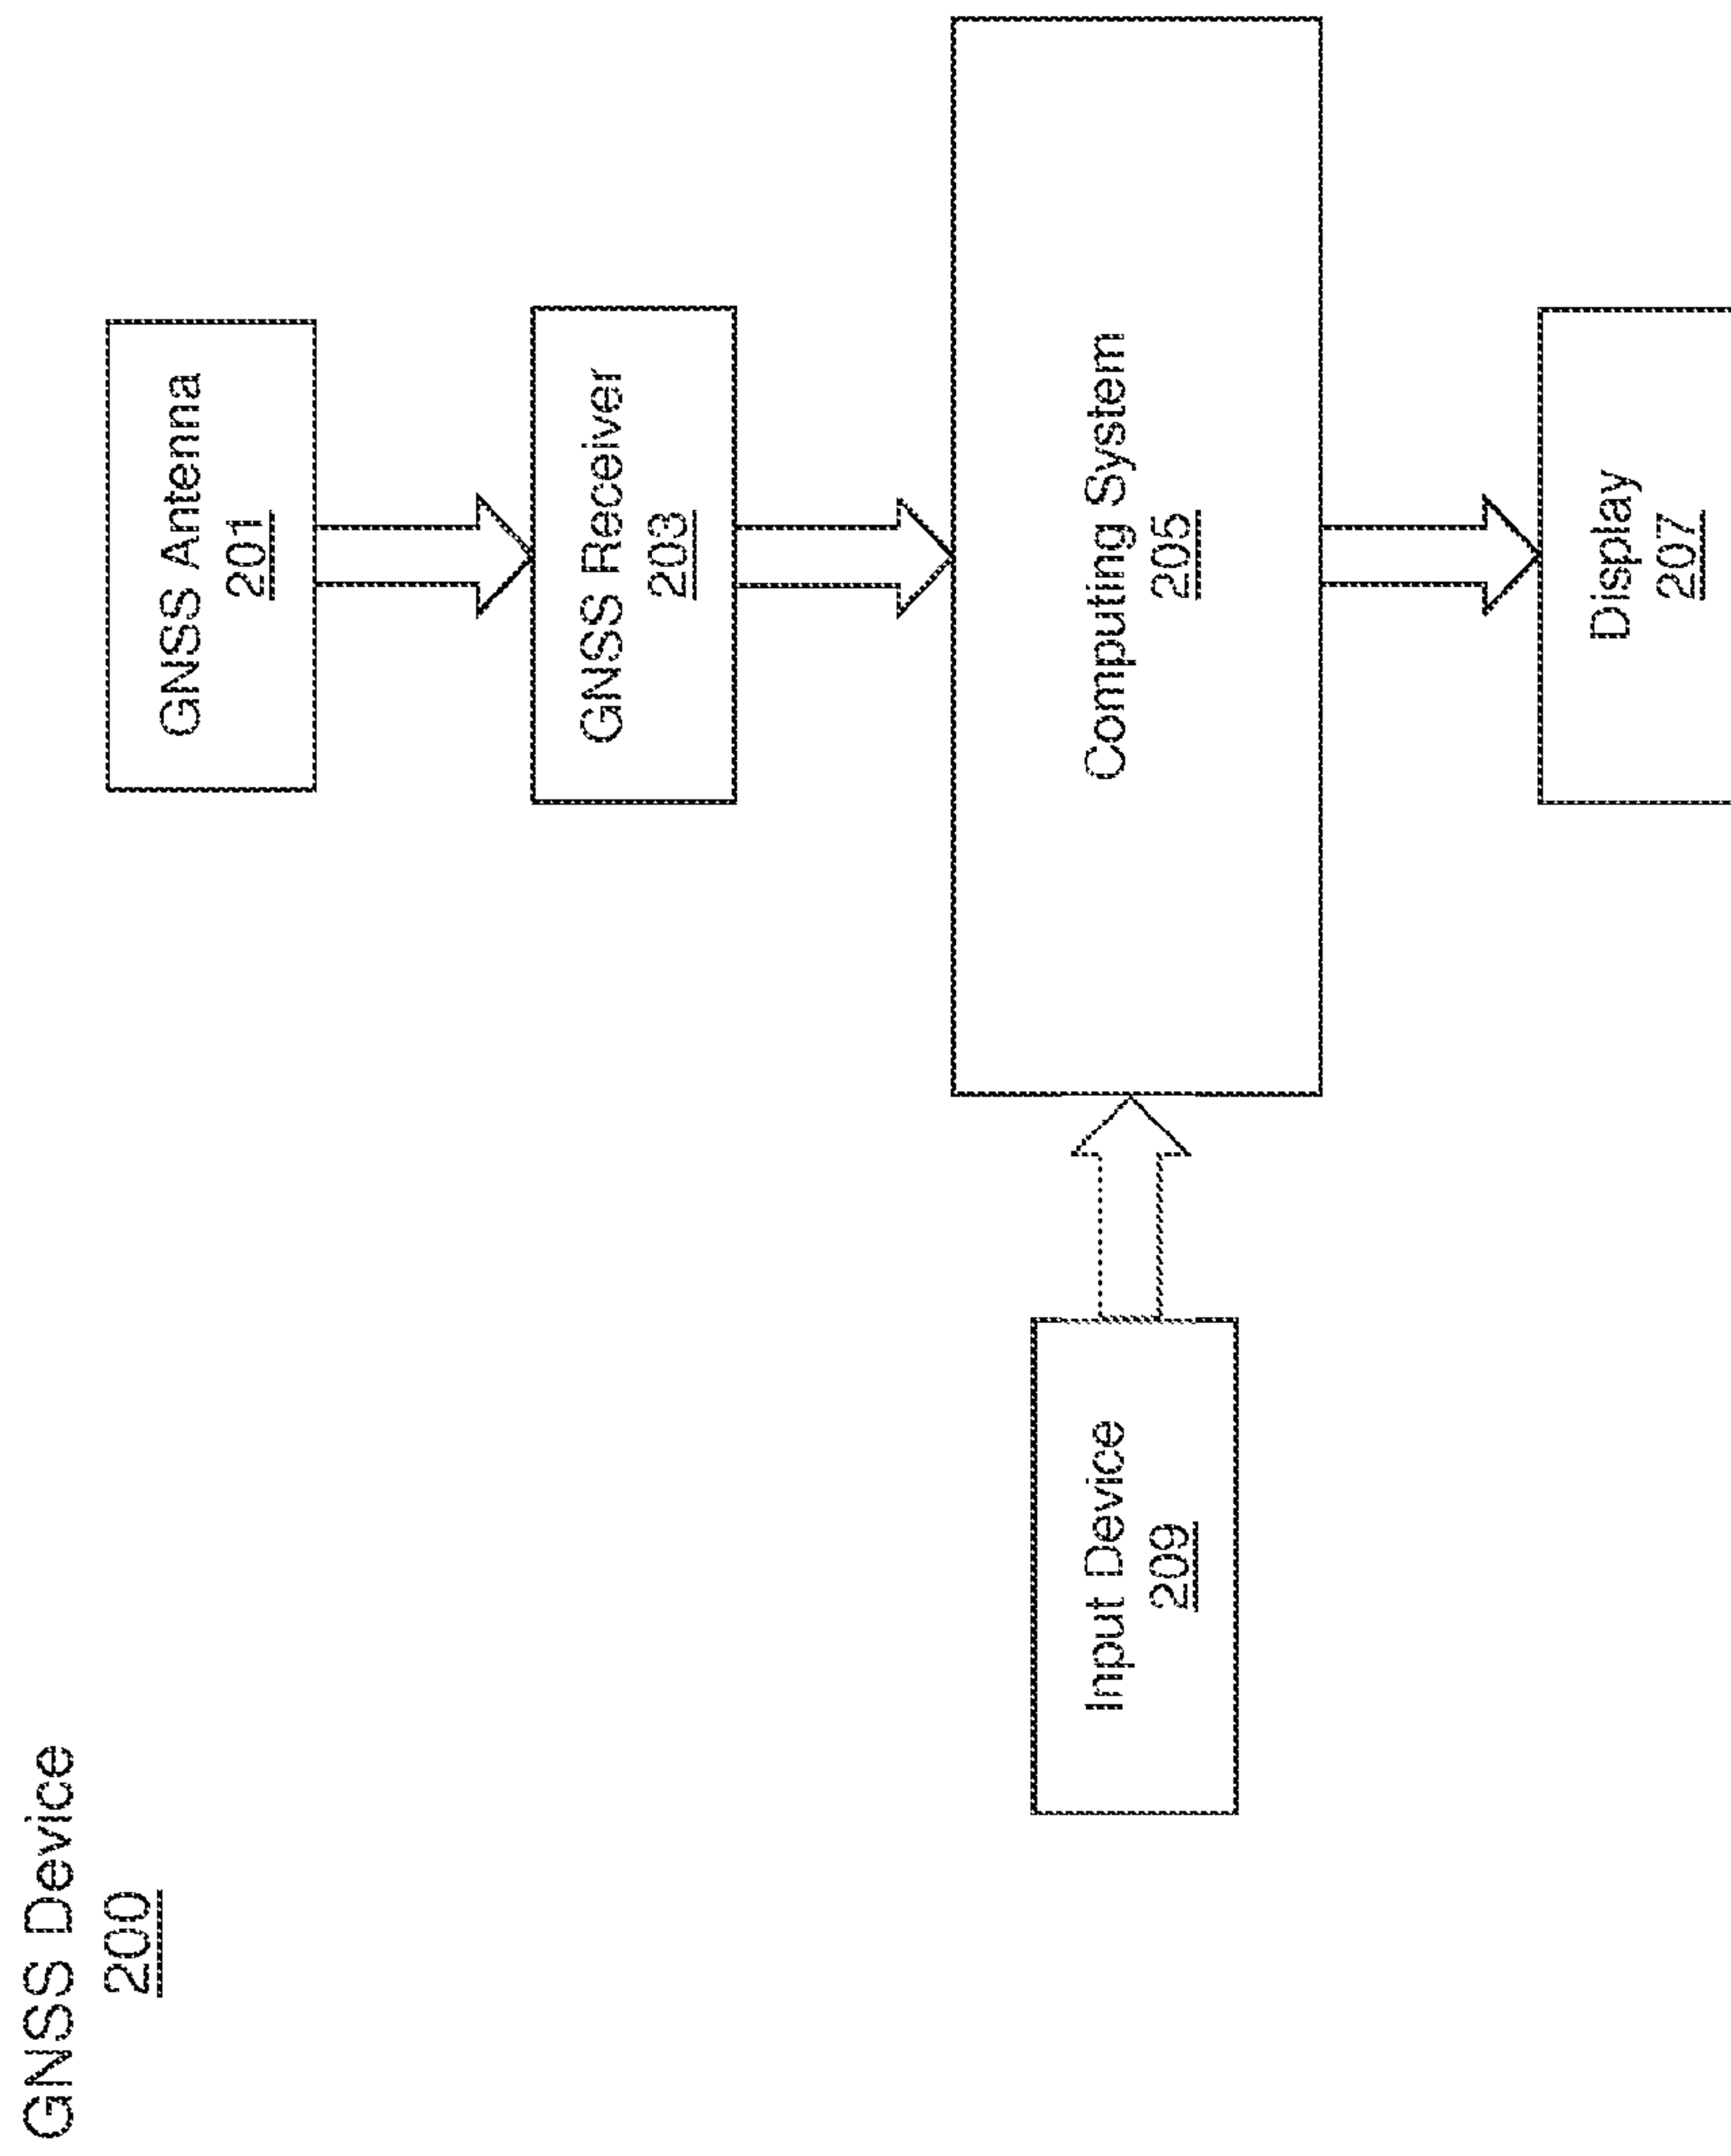 GNSS Device
200
GNSS Antenna
201
GNSS Receiver
203
Input Device
209
Computing System
205
Display
207